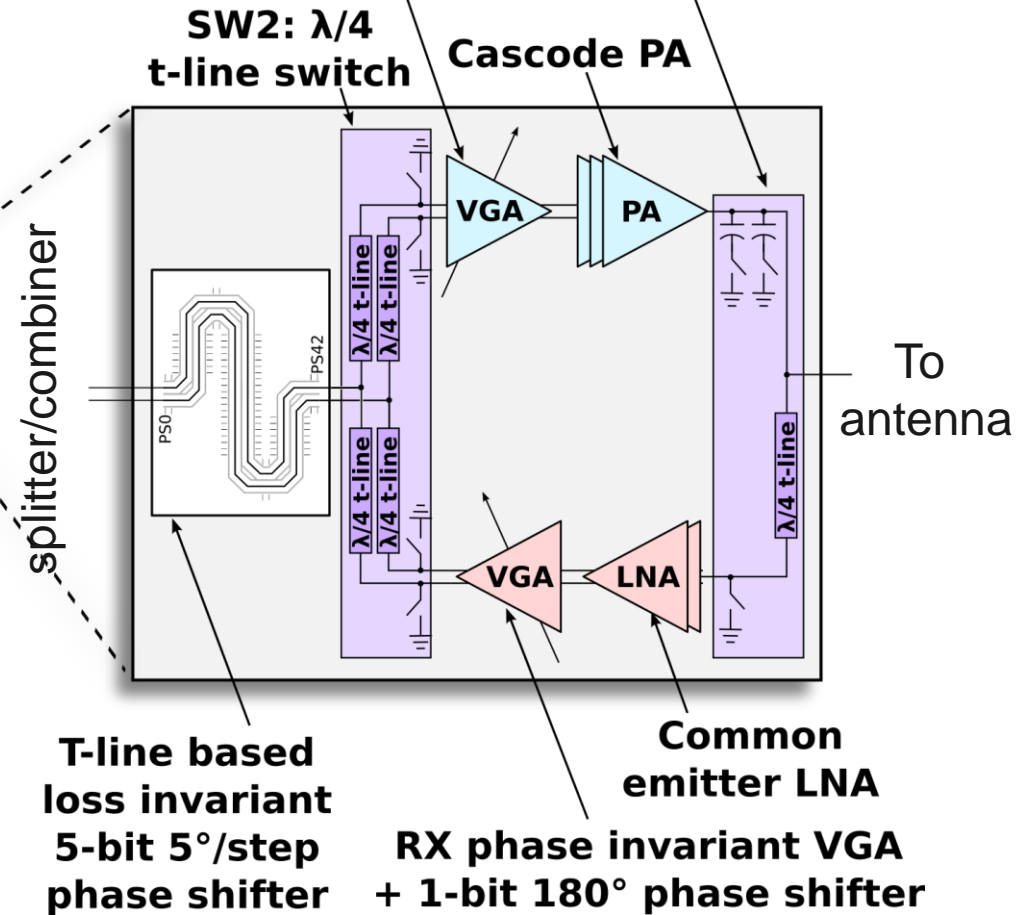 SW2: λ/4
t-line switch
Cascode PA
splitter/combiner
PS0
PS42
λ/4 t-line
λ/4 t-line
λ/4 t-line
λ/4 t-line
VGA
PA
To
antenna
λ/4 t-line
VGA
LNA
T-line based
loss invariant
5-bit 5°/step
phase shifter
Common
emitter LNA
RX phase invariant VGA
+ 1-bit 180° phase shifter